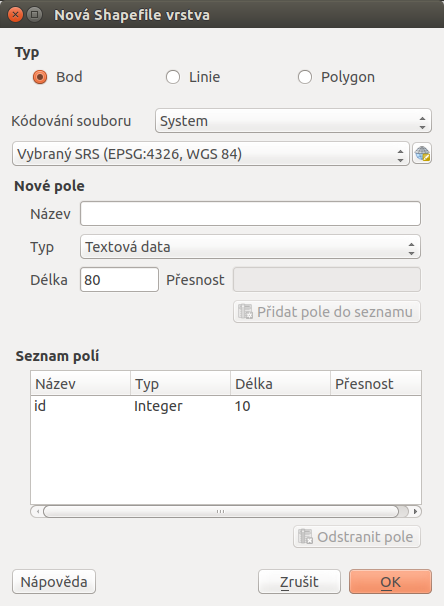 Nová Shapefile vrstva
Typ
Bod Linie Polygon
Kódování souboru System
Vybraný SRS (EPSG:4326, WGS 84)
Nové pole
Název
Typ Textová data
Délka 80 Přesnost
Přidat pole do seznamu
Seznam polí
Název Typ Délka Přesnost
id Integer 10
Odstranit pole
Nápověda Zrušit OK